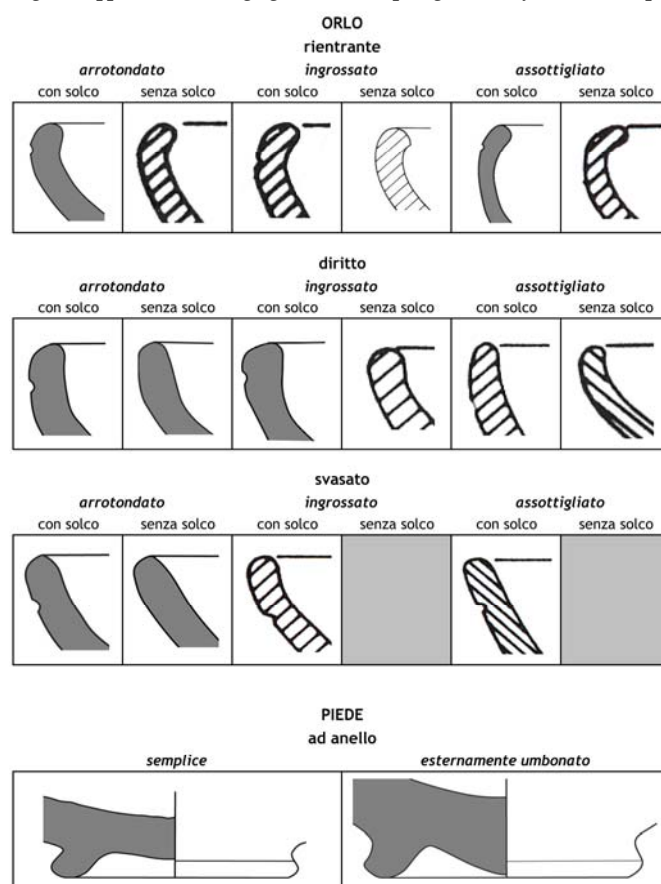 ORLO
rientrante
arrotondato ingrossato assottigliato
con solco senza solco con solco senza solco con solco senza solco
diritto
arrotondato ingrossato assottigliato
con solco senza solco con solco senza solco con solco senza solco
svasato
arrotondato ingrossato assottigliato
con solco senza solco con solco senza solco con solco senza solco
PIEDE
ad anello
semplice esternamente umbonato